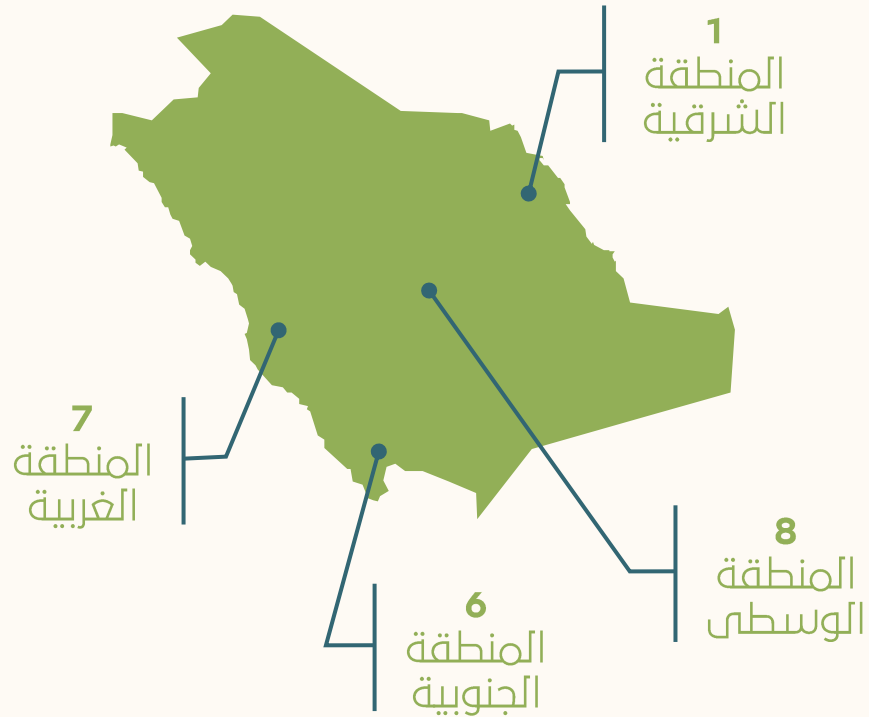 1
المنطقة
الشرقية
7
المنطقة
الغربية
8
المنطقة
الوسطى
6
المنطقة
الجنوبية